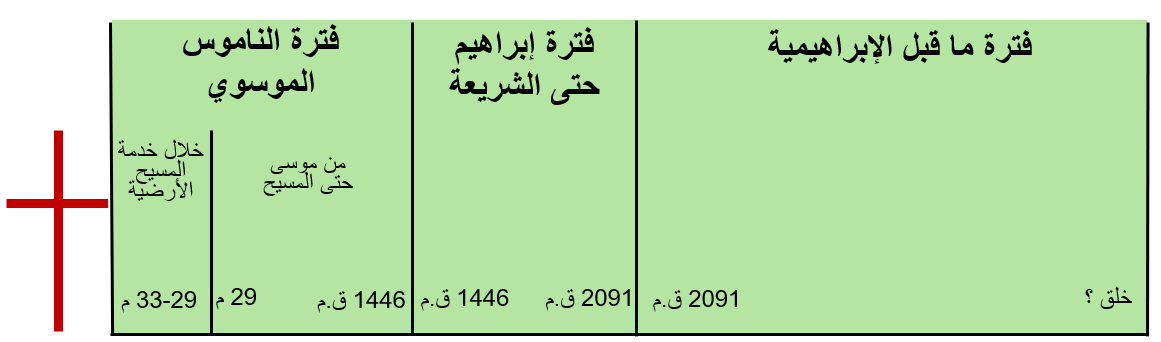 فترة ما قبل الإبراهيمية
خلق ؟
2091 ق.م
فترة إبراهيم
حتى الشريعة
2091 ق.م
1446 ق.م
فترة الناموس
الموسوي
من موسى
حتى المسيح
1446 ق.م
29 م
خلال خدمة
المسيح
الأرضية
33-29 م